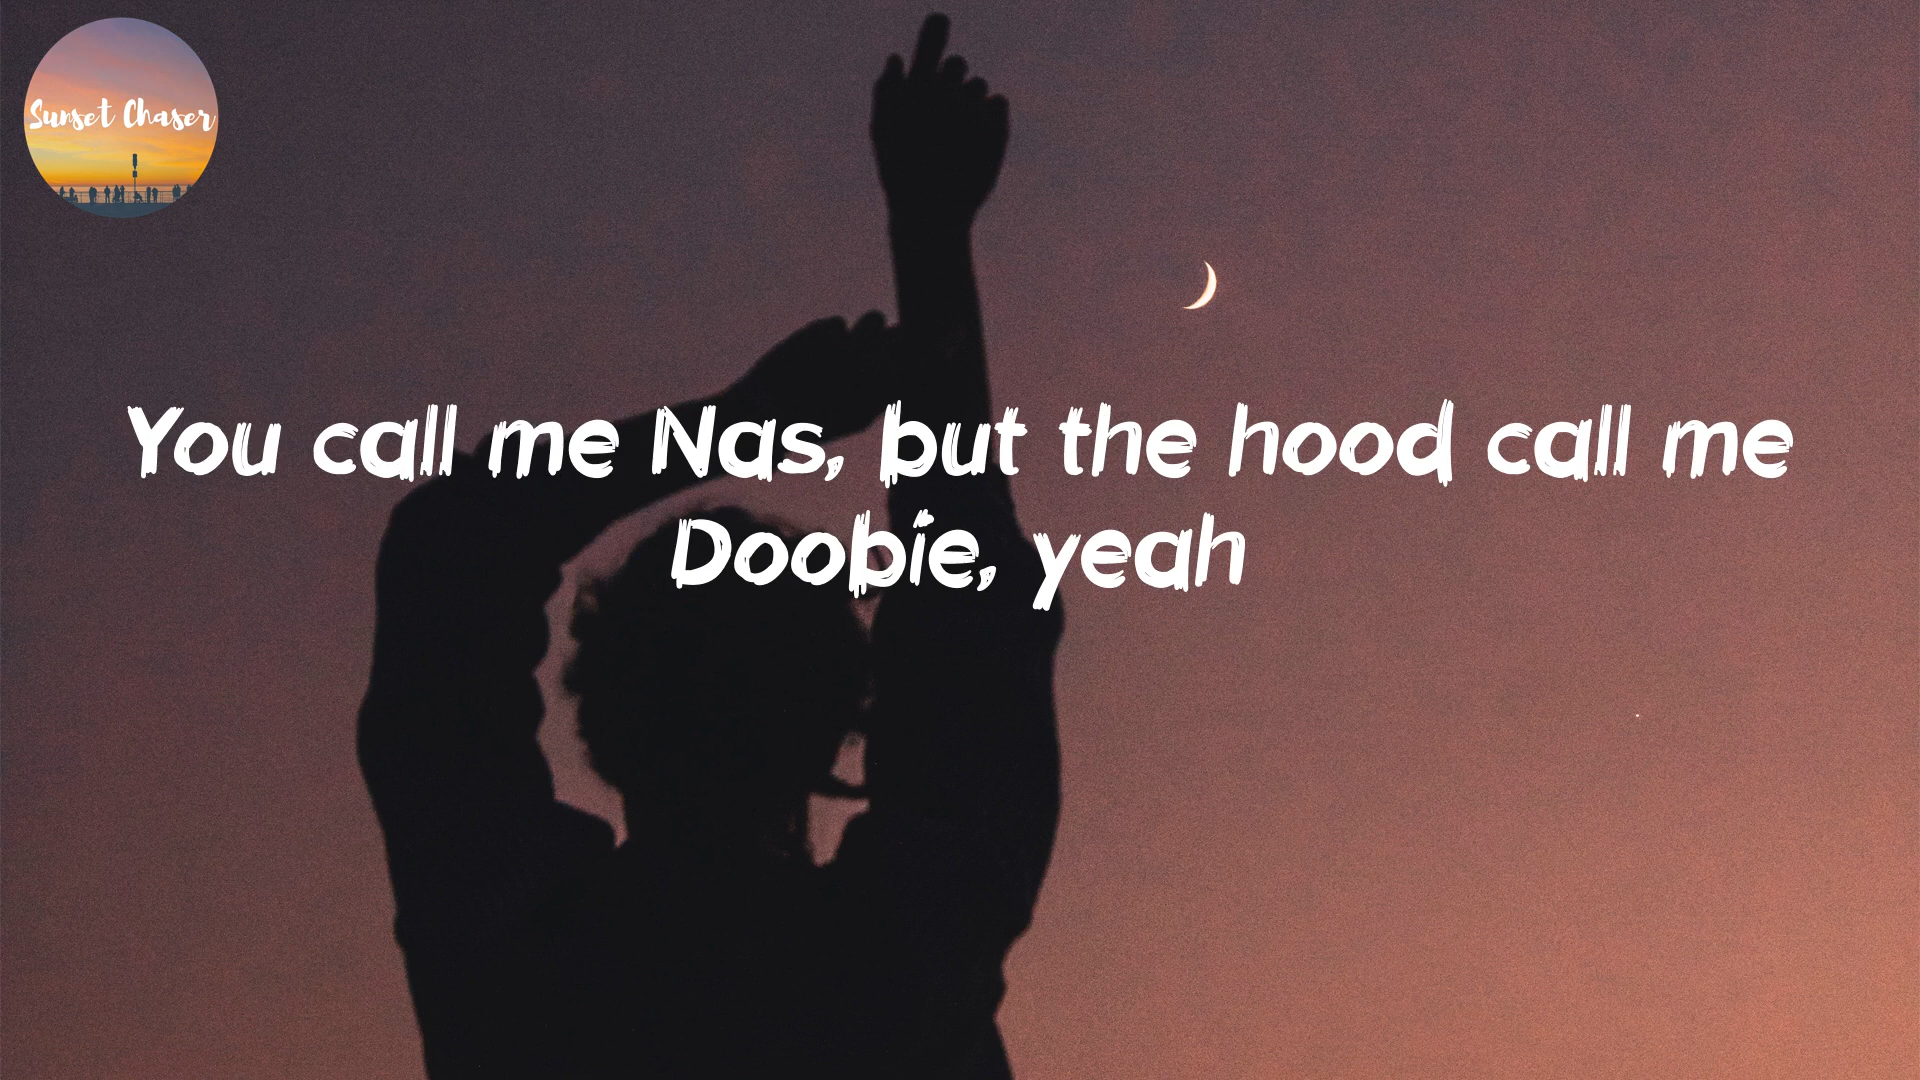 Sunset Chaser
You call me Nas, but the hood call me
Doobie, yeah